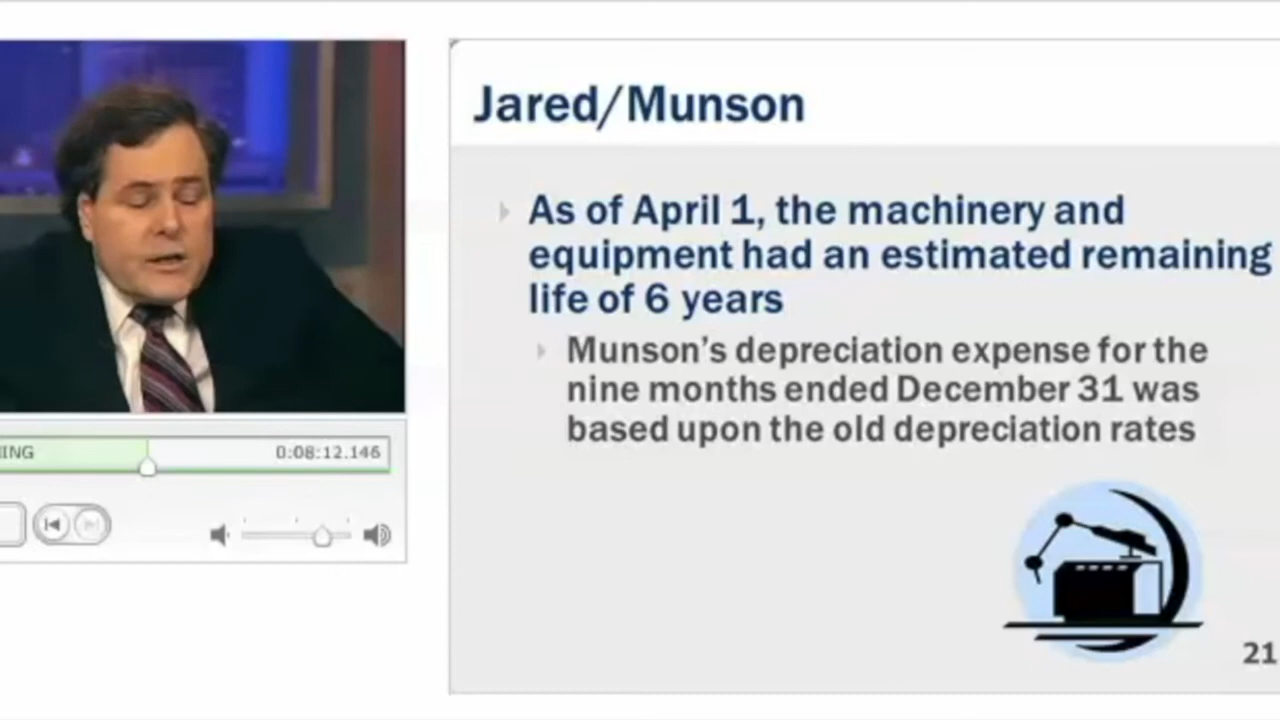 Jared/Munson
As of April 1, the machinery and
equipment had an estimated remaining
life of 6 years
Munson's depreciation expense for the
nine months ended December 31 was
based upon the old depreciation rates
21
0:08:12.146